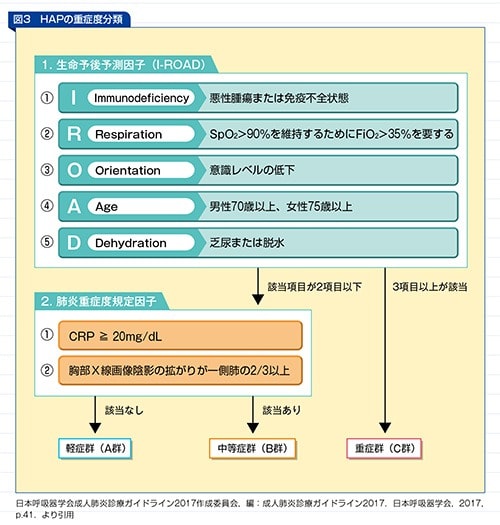 図3 HAPの重症度分類
1. 生命予後予測因子（I-ROAD）
① I Immunodeficiency 悪性腫瘍または免疫不全状態
② R Respiration SpO₂>90%を維持するためにFiO₂>35%を要する
③ O Orientation 意識レベルの低下
④ A Age 男性70歳以上、女性75歳以上
⑤ D Dehydration 乏尿または脱水
該当項目が2項目以下
3項目以上が該当
2. 肺炎重症度規定因子
① CRP ≧ 20mg/dL
② 胸部X線画像陰影の拡がりが一側肺の2/3以上
該当なし
該当あり
軽症群（A群）
中等症群（B群）
重症群（C群）
日本呼吸器学会成人肺炎診療ガイドライン2017作成委員会，編：成人肺炎診療ガイドライン2017．日本呼吸器学会，2017，
p.41．より引用